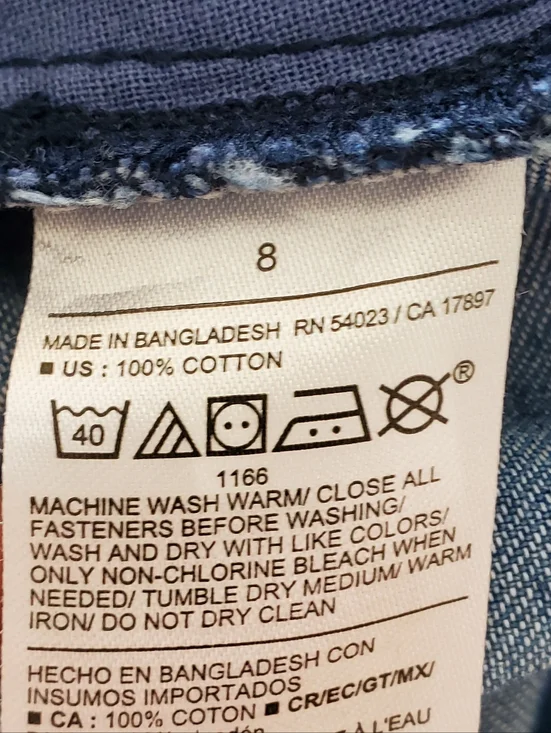 8
MADE IN BANGLADESH RN 54023 / CA 17897
■ US : 100% COTTON
40 ®
1166
MACHINE WASH WARM/ CLOSE ALL
FASTENERS BEFORE WASHING/
WASH AND DRY WITH LIKE COLORS/
ONLY NON-CHLORINE BLEACH WHEN
NEEDED/ TUMBLE DRY MEDIUM/ WARM
IRON/ DO NOT DRY CLEAN
HECHO EN BANGLADESH CON
INSUMOS IMPORTADOS
■ CA : 100% COTON ■ CR/EC/GT/MX/
À L'EAU